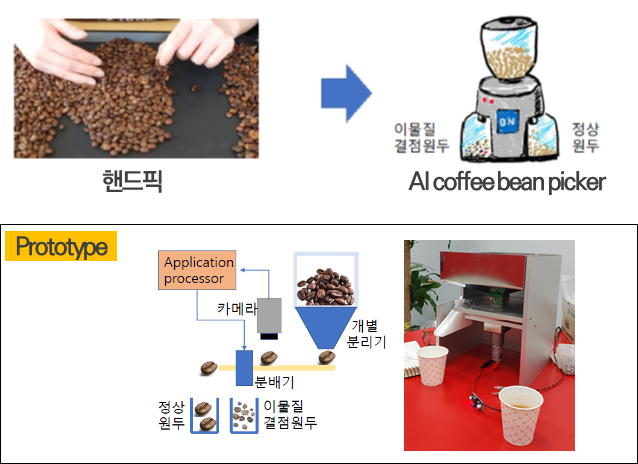 이물질
결점원두
정상
원두
핸드픽
AI coffee bean picker
Prototype
Application
processor
카메라
개별
분리기
분배기
정상
원두
이물질
결점원두